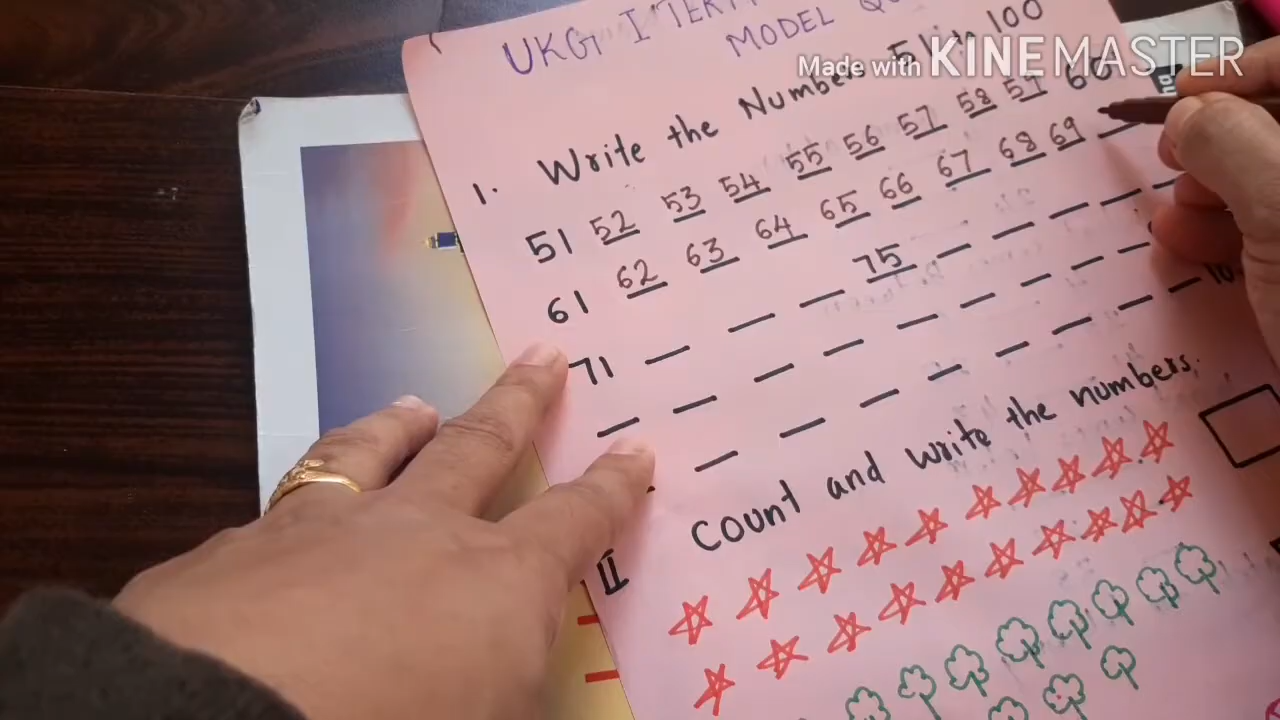 Made with KINEMASTER
UKG I TERM
MODEL
1. Write the Numbers 51 to 100
51 52 53 54 55 56 57 58 57 60
61 62 63 64 65 66 67 68 69
71 75
II Count and write the numbers.